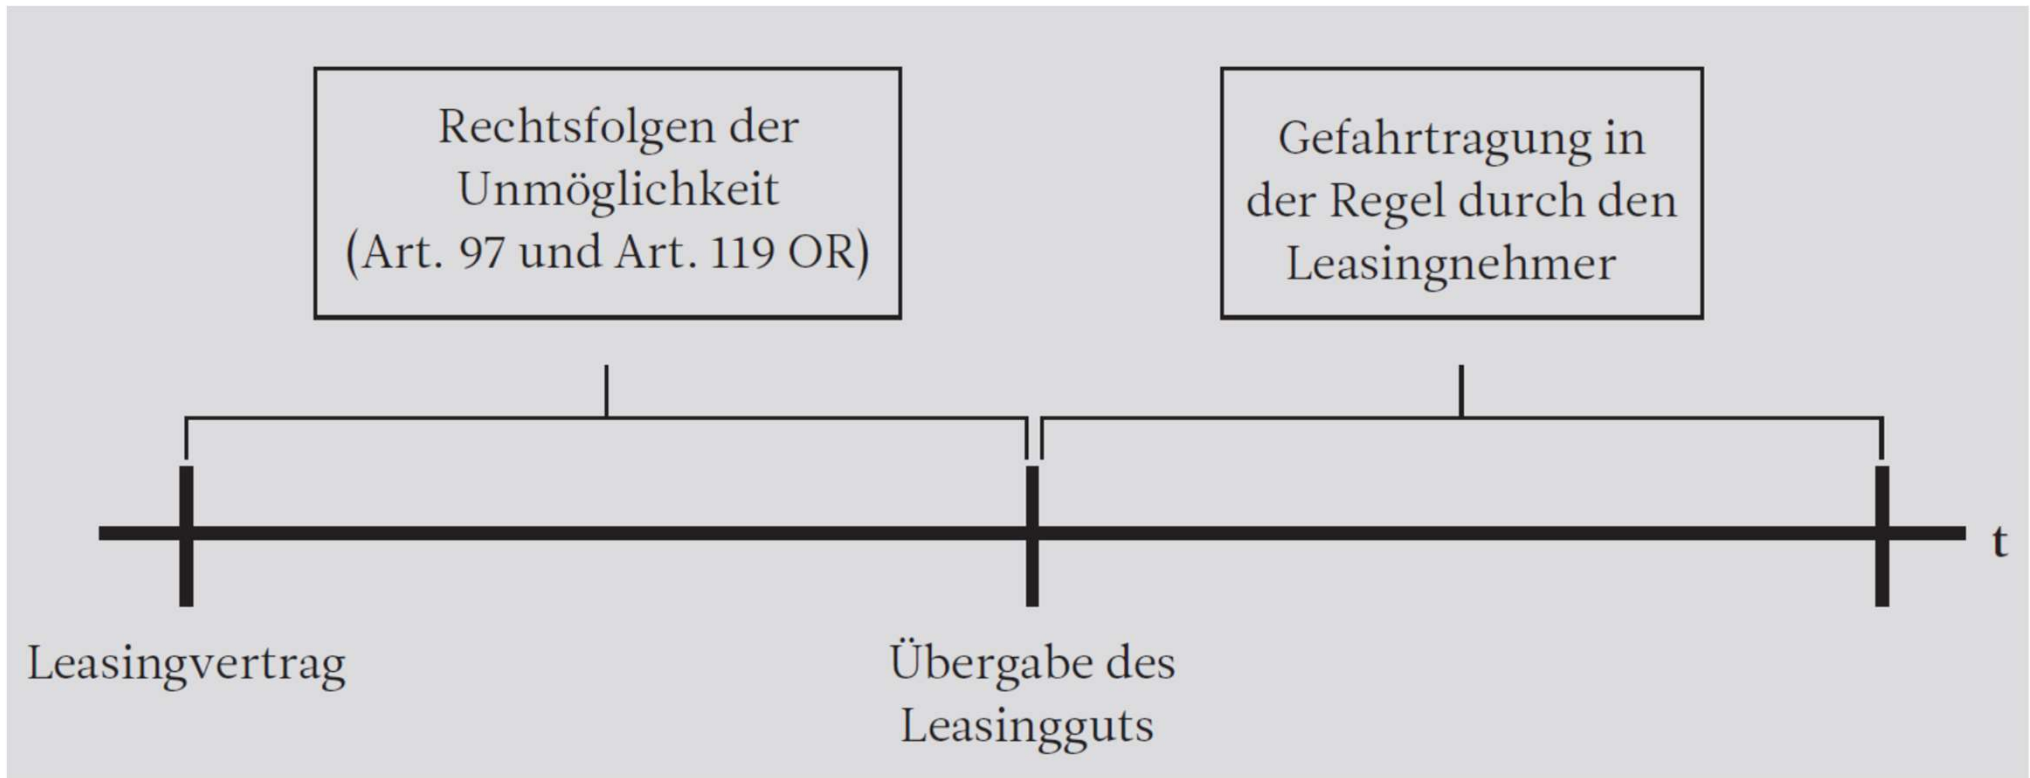 Rechtsfolgen der
Unmöglichkeit
(Art. 97 und Art. 119 OR)
Gefahrtragung in
der Regel durch den
Leasingnehmer
t
Leasingvertrag
Übergabe des
Leasingguts